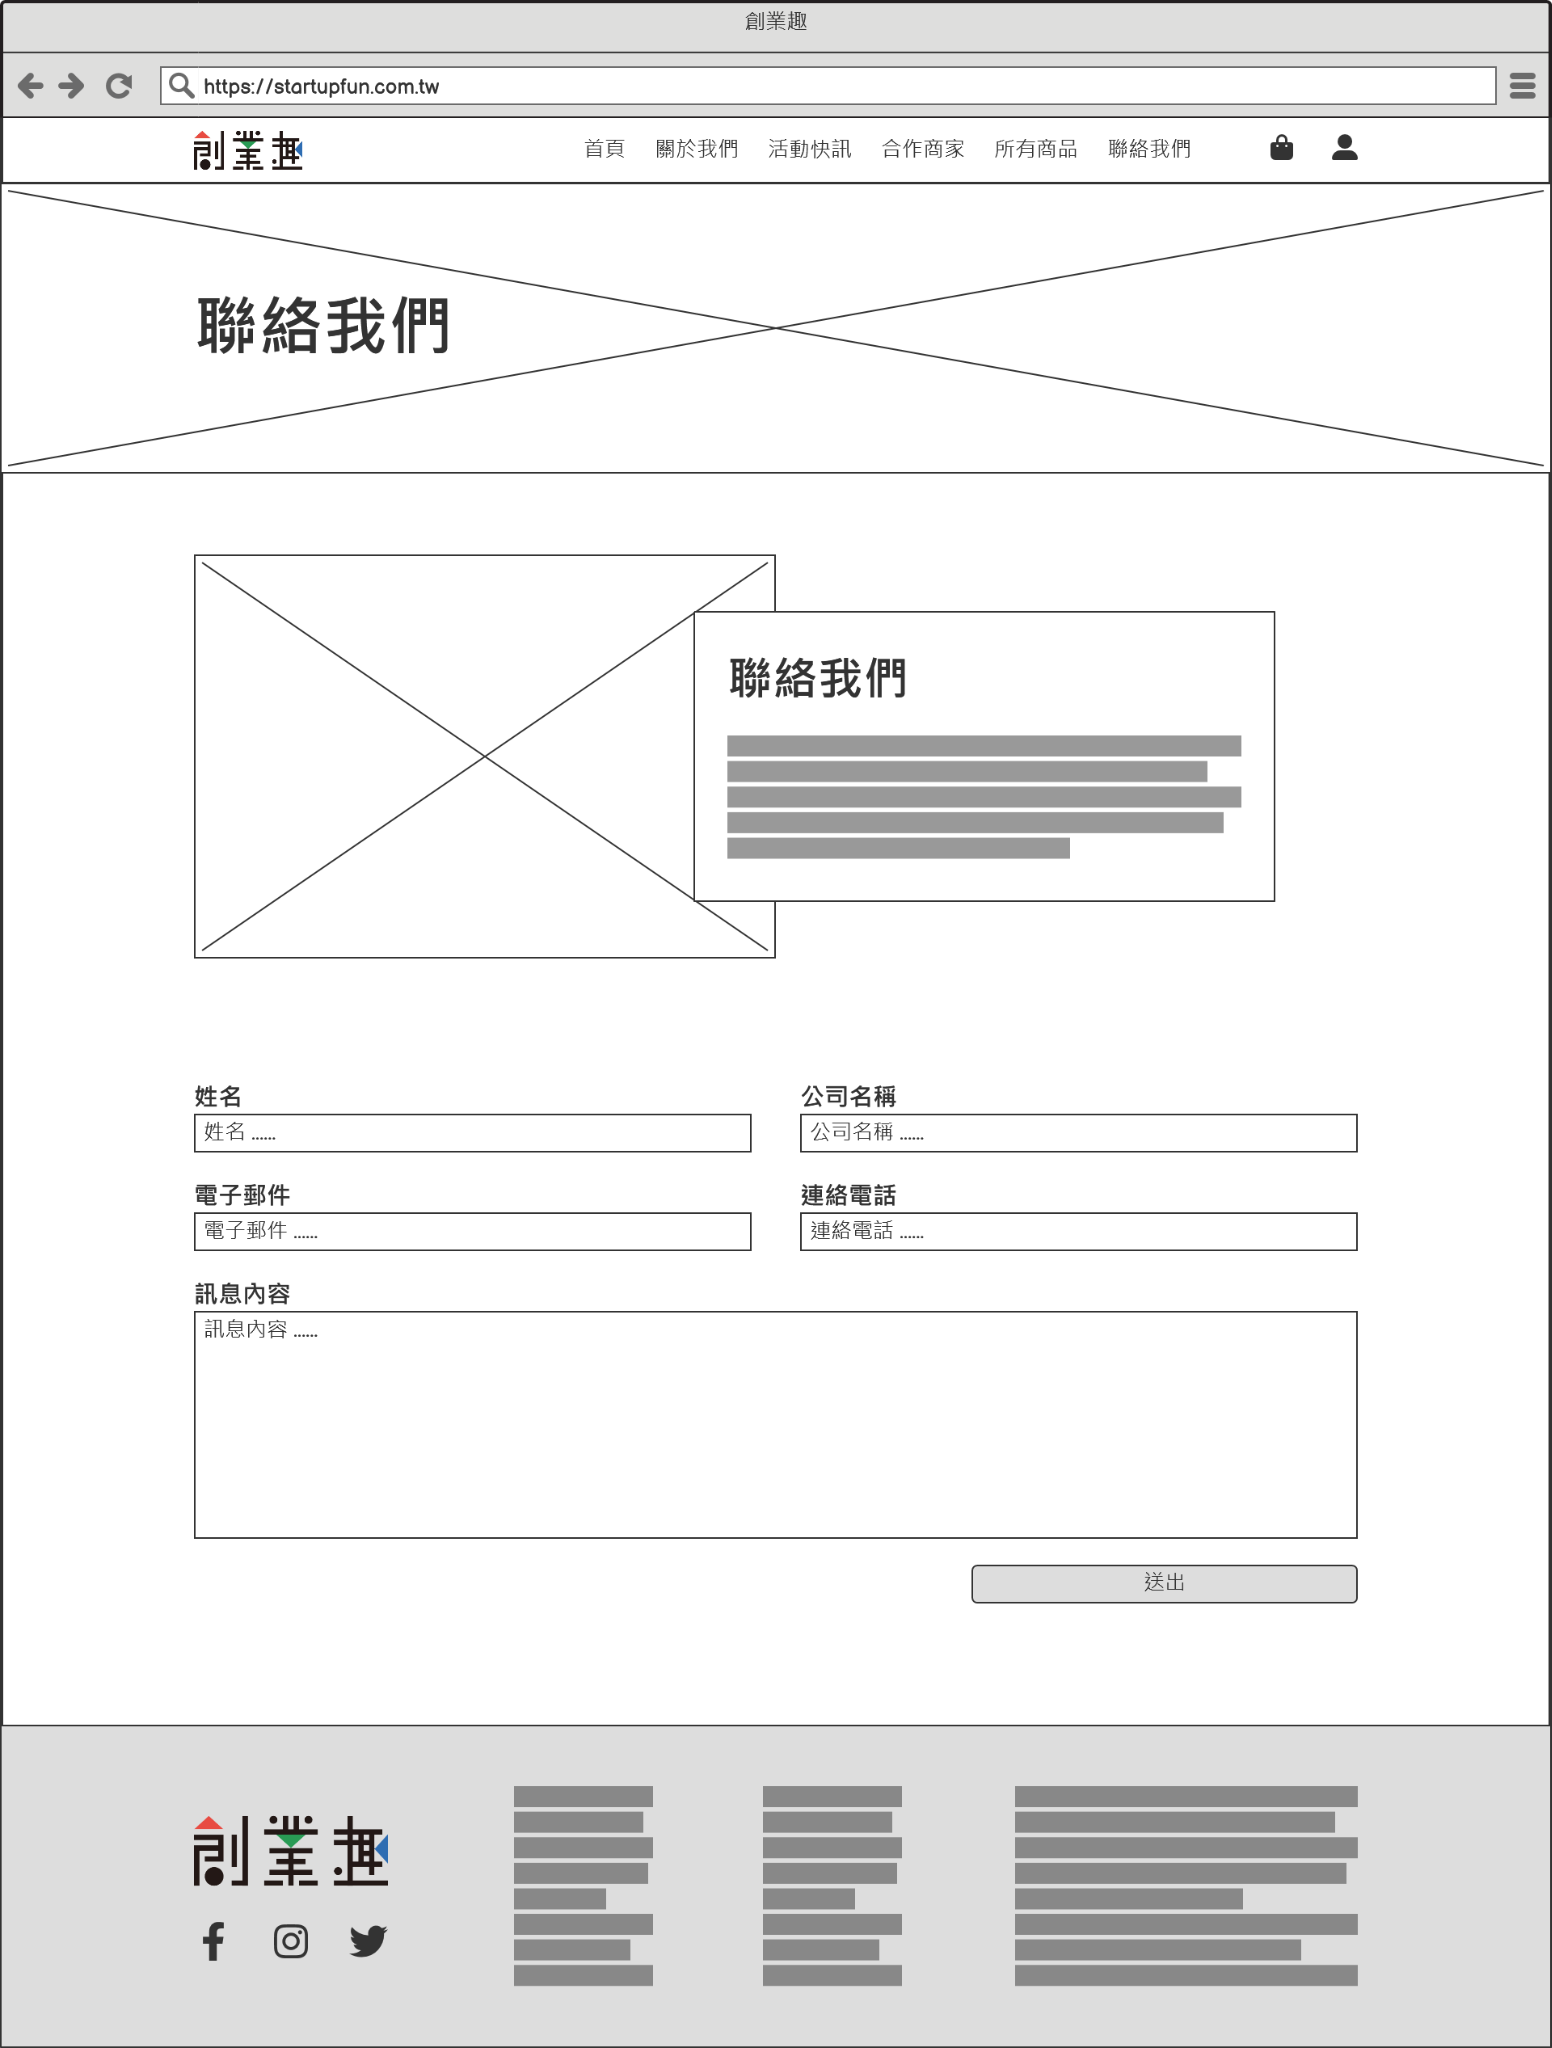 創業趣
https://startupfun.com.tw
創業趣
首頁 關於我們 活動快訊 合作商家 所有商品 聯絡我們
聯絡我們
聯絡我們
姓名
姓名 ......
公司名稱
公司名稱 ......
電子郵件
電子郵件 ......
連絡電話
連絡電話 ......
訊息內容
訊息內容 ......
送出
創業趣